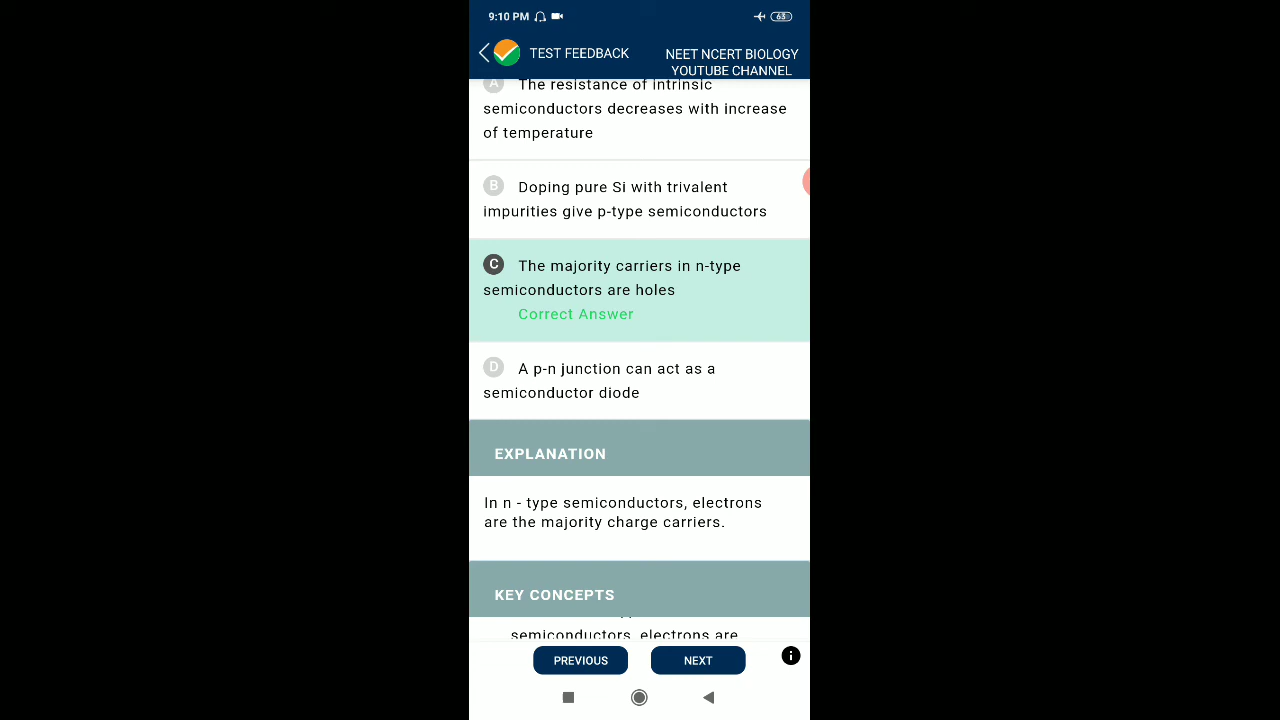 9:10 PM
63
TEST FEEDBACK
NEET NCERT BIOLOGY
YOUTUBE CHANNEL
A The resistance of intrinsic
semiconductors decreases with increase
of temperature
B Doping pure Si with trivalent
impurities give p-type semiconductors
C The majority carriers in n-type
semiconductors are holes
Correct Answer
D A p-n junction can act as a
semiconductor diode
EXPLANATION
In n - type semiconductors, electrons
are the majority charge carriers.
KEY CONCEPTS
semiconductors, electrons are
PREVIOUS
NEXT